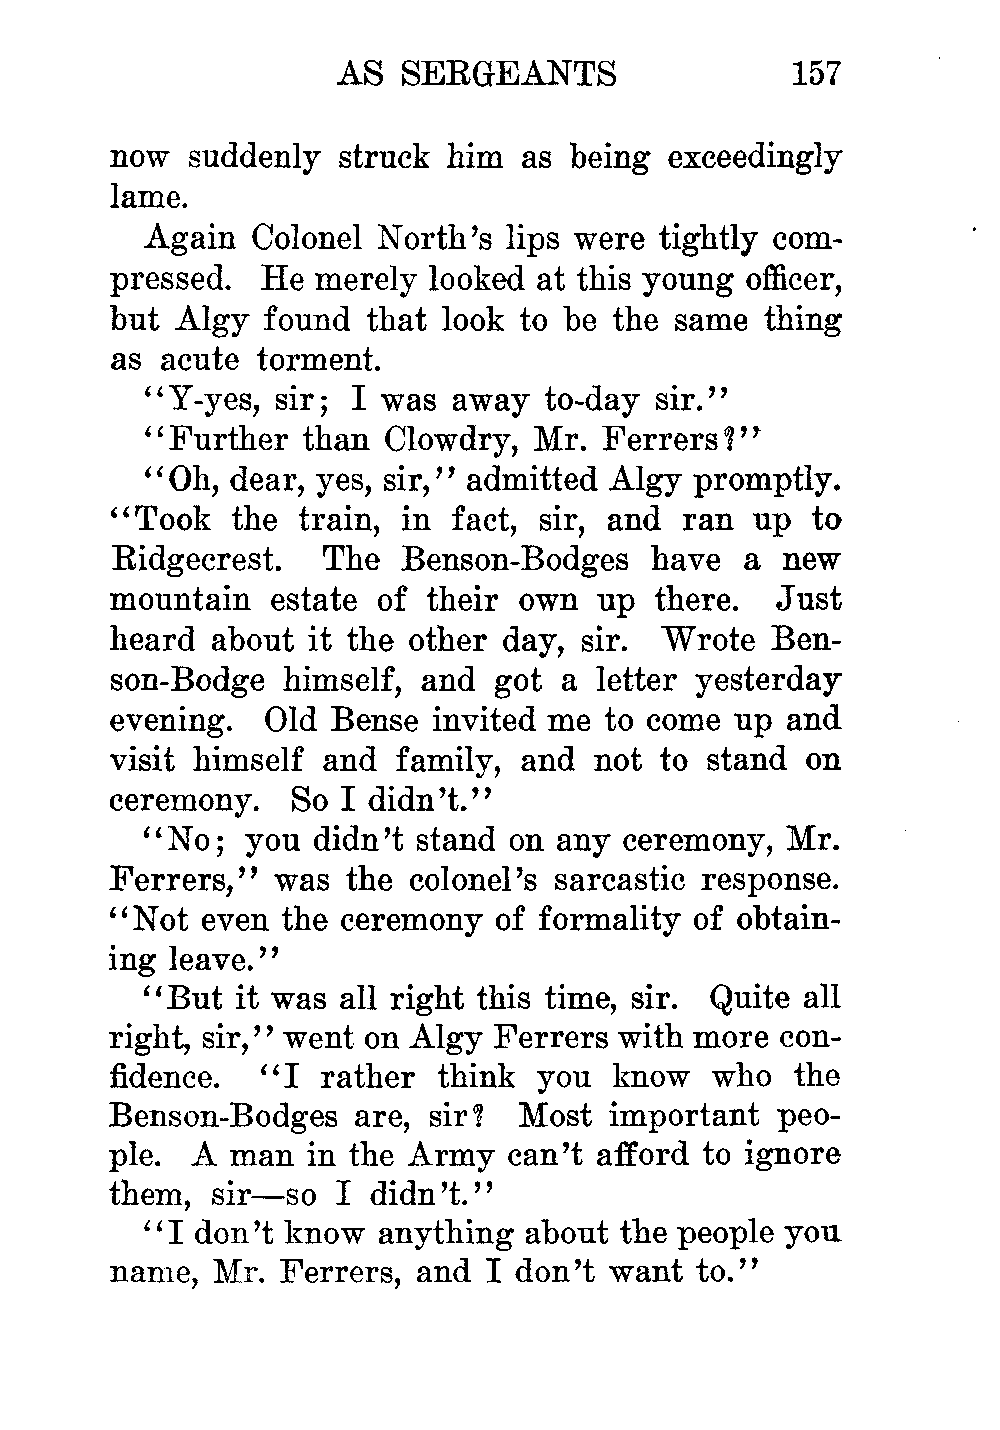 AS SERGEANTS 157
now suddenly struck him as being exceedingly
lame.
Again Colonel North's lips were tightly com-
pressed. He merely looked at this young officer,
but Algy found that look to be the same thing
as acute torment.
"Y-yes, sir; I was away to-day sir."
"Further than Clowdry, Mr. Ferrers?"
"Oh, dear, yes, sir," admitted Algy promptly.
"Took the train, in fact, sir, and ran up to
Ridgecrest. The Benson-Bodges have a new
mountain estate of their own up there. Just
heard about it the other day, sir. Wrote Ben-
son-Bodge himself, and got a letter yesterday
evening. Old Bense invited me to come up and
visit himself and family, and not to stand on
ceremony. So I didn't."
"No; you didn't stand on any ceremony, Mr.
Ferrers," was the colonel's sarcastic response.
"Not even the ceremony of formality of obtain-
ing leave."
"But it was all right this time, sir. Quite all
right, sir," went on Algy Ferrers with more con-
fidence. "I rather think you know who the
Benson-Bodges are, sir? Most important peo-
ple. A man in the Army can't afford to ignore
them, sir—so I didn't."
"I don't know anything about the people you
name, Mr. Ferrers, and I don't want to."